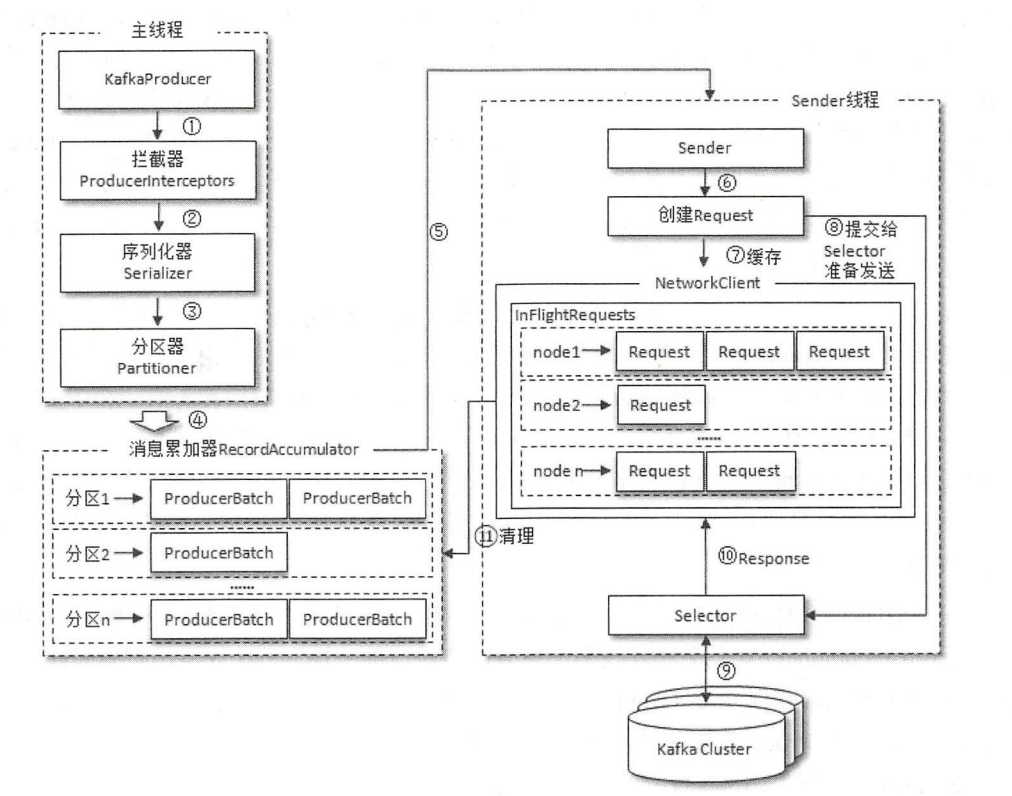 主线程
KafkaProducer
①
拦截器
ProducerInterceptors
②
序列化器
Serializer
③
分区器
Partitioner
④
消息累加器RecordAccumulator
分区1 ProducerBatch ProducerBatch
分区2 ProducerBatch
......
分区n ProducerBatch ProducerBatch
⑤
Sender线程
Sender
⑥
创建Request
⑦缓存
⑧提交给
Selector
准备发送
NetworkClient
InFlightRequests
node1 Request Request Request
node2 Request
......
node n Request Request
⑪清理
⑩Response
Selector
⑨
Kafka Cluster